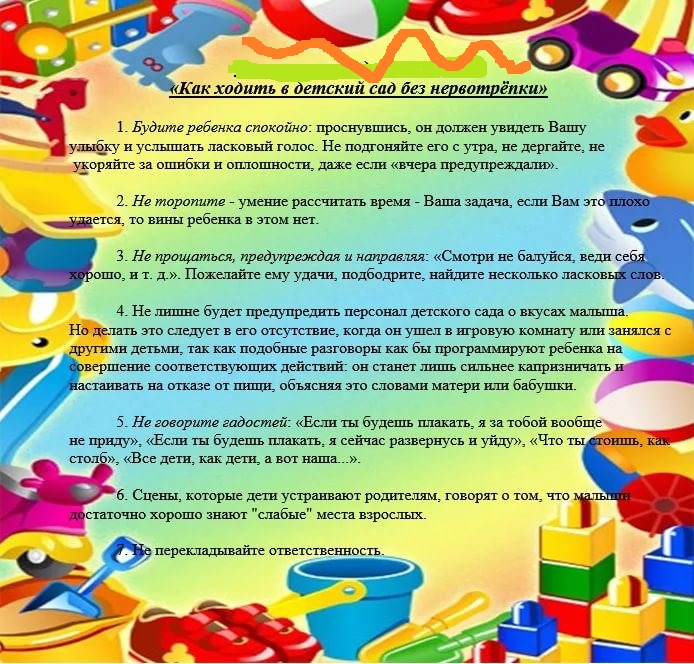 «Как ходить в детский сад без нервотрёпки»
1. Будите ребенка спокойно: проснувшись, он должен увидеть Вашу
улыбку и услышать ласковый голос. Не подгоняйте его с утра, не дергайте, не
укоряйте за ошибки и оплошности, даже если «вчера предупреждали».
2. Не торопите - умение рассчитать время - Ваша задача, если Вам это плохо
удается, то вины ребенка в этом нет.
3. Не прощаться, предупреждая и направляя: «Смотри не балуйся, веди себя
хорошо, и т. д.». Пожелайте ему удачи, подбодрите, найдите несколько ласковых слов.
4. Не лишне будет предупредить персонал детского сада о вкусах малыша.
Но делать это следует в его отсутствие, когда он ушел в игровую комнату или занялся с
другими детьми, так как подобные разговоры как бы программируют ребенка на
совершение соответствующих действий: он станет лишь сильнее капризничать и
настаивать на отказе от пищи, объясняя это словами матери или бабушки.
5. Не говорите гадостей: «Если ты будешь плакать, я за тобой вообще
не приду», «Если ты будешь плакать, я сейчас развернусь и уйду», «Что ты стоишь, как
столб», «Все дети, как дети, а вот наша...».
6. Сцены, которые дети устраивают родителям, говорят о том, что малыши
достаточно хорошо знают "слабые" места взрослых.
7. Не перекладывайте ответственность.